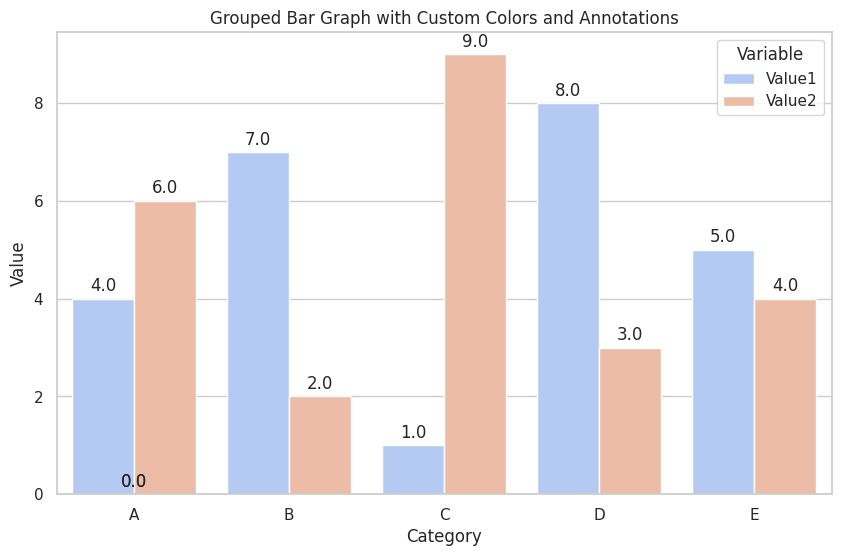 Grouped Bar Graph with Custom Colors and Annotations
9.0
Variable
Value1
Value2
8.0
7.0
6.0
5.0
4.0
4.0
3.0
2.0
1.0
0.0
Value
8
6
4
2
0
A B C D E
Category